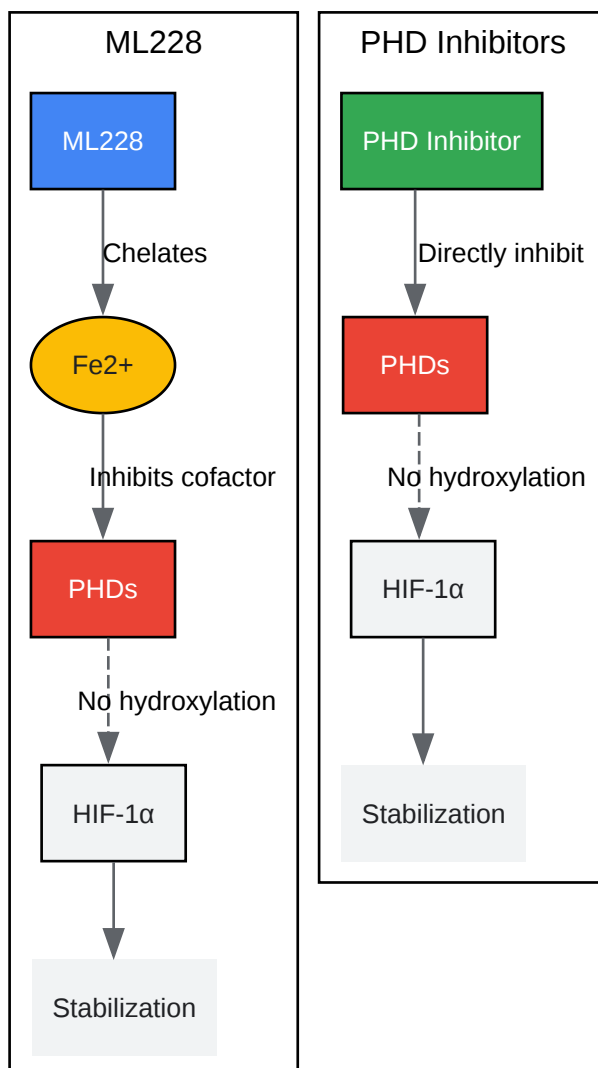 ML228
ML228
Chelates
Fe2+
Inhibits cofactor
PHDs
No hydroxylation
HIF-1α
Stabilization
PHD Inhibitors
PHD Inhibitor
Directly inhibit
PHDs
No hydroxylation
HIF-1α
Stabilization